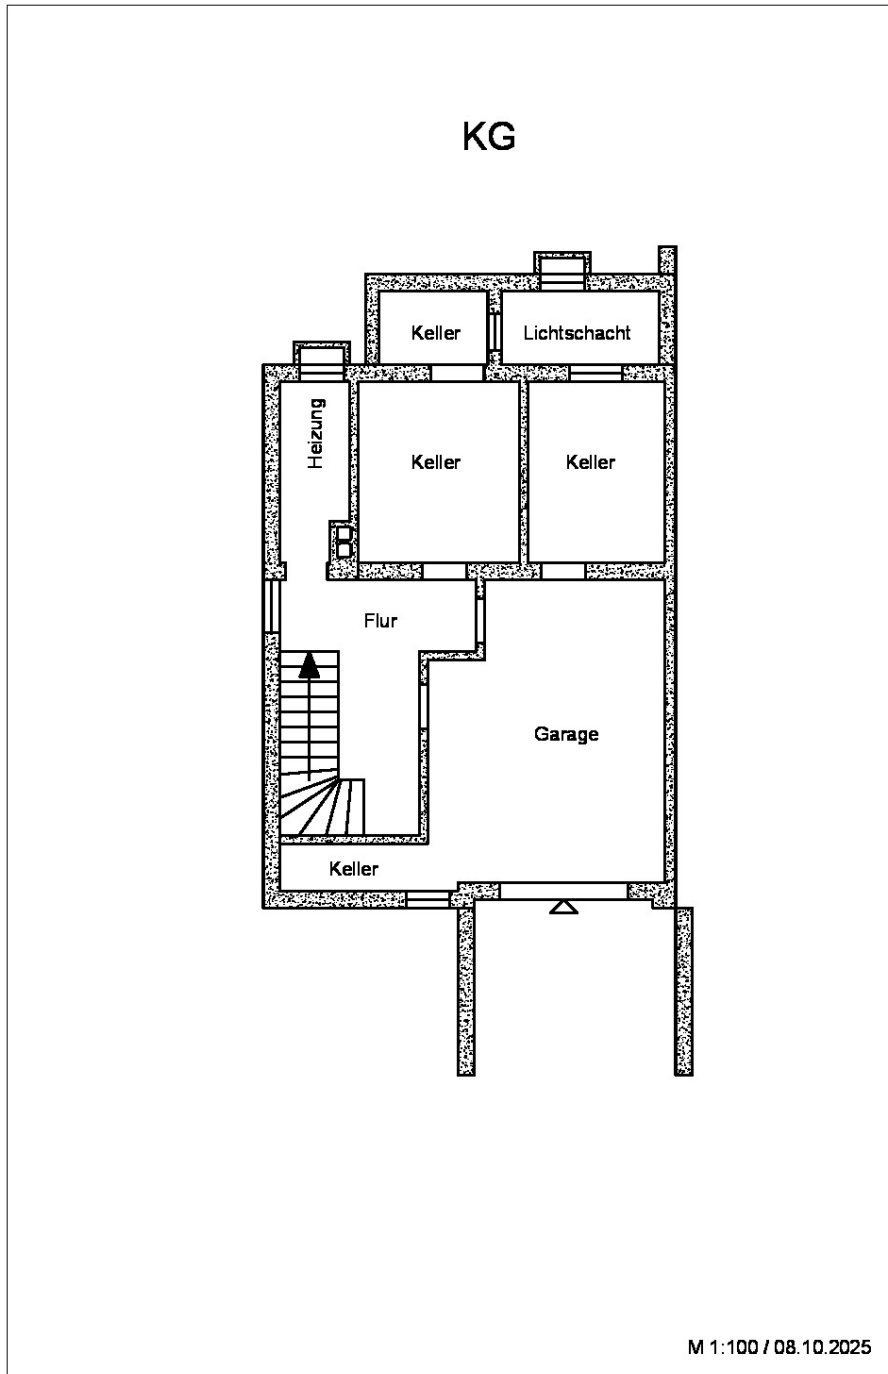 KG
Keller
Lichtschacht
Heizung
Keller
Keller
Flur
Garage
Keller
M 1:100 / 08.10.2025